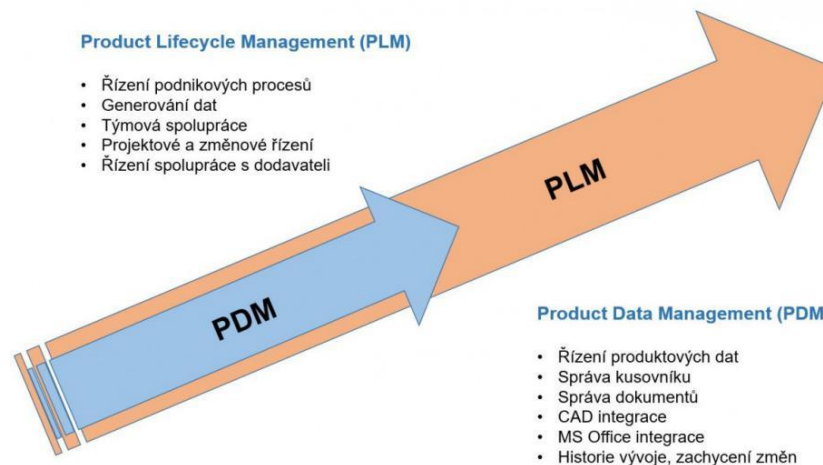 Product Lifecycle Management (PLM)
• Řízení podnikových procesů
• Generování dat
• Týmová spolupráce
• Projektové a změnové řízení
• Řízení spolupráce s dodavateli
PLM
PDM
Product Data Management (PDM
• Řízení produktových dat
• Správa kusovníku
• Správa dokumentů
• CAD integrace
• MS Office integrace
• Historie vývoje, zachycení změn